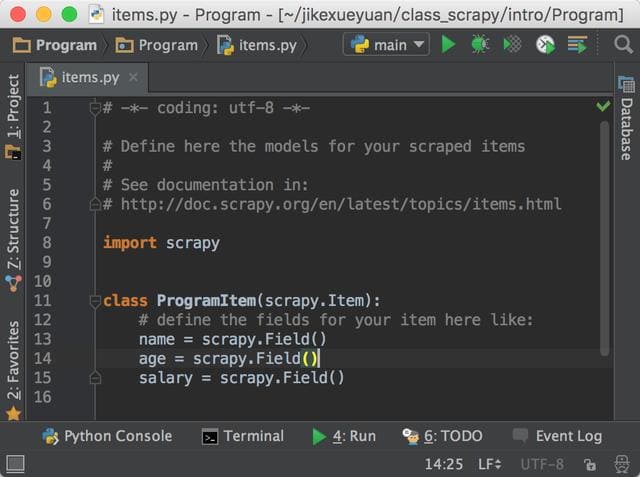 items.py - Program - [~/jikexueyuan/class_scrapy/intro/Program]
Program Program items.py main
items.py
1: Project
Z: Structure
2: Favorites
Database
1 # -*- coding: utf-8 -*-
2
3 # Define here the models for your scraped items
4 #
5 # See documentation in:
6 # http://doc.scrapy.org/en/latest/topics/items.html
7
8 import scrapy
9
10
11 class ProgramItem(scrapy.Item):
12 # define the fields for your item here like:
13 name = scrapy.Field()
14 age = scrapy.Field()
15 salary = scrapy.Field()
16
Python Console Terminal 4: Run 6: TODO Event Log
14:25 LF UTF-8